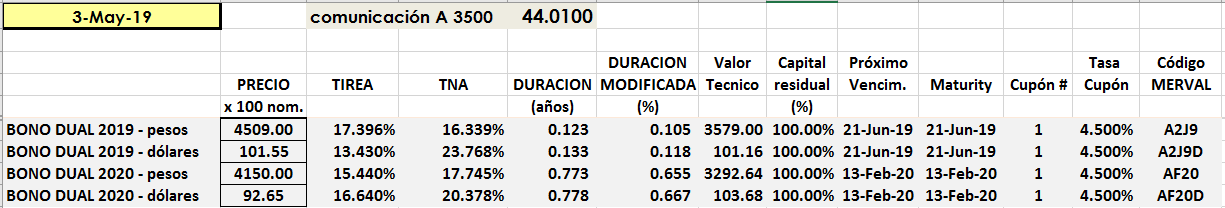 3-May-19 comunicación A 3500 44.0100
DURACION Valor Capital Próximo Tasa Código
PRECIO TIREA TNA DURACION MODIFICADA Tecnico residual Vencim. Maturity Cupón # Cupón MERVAL
x 100 nom. (años) (%) (%)
BONO DUAL 2019 - pesos 4509.00 17.396% 16.339% 0.123 0.105 3579.00 100.00% 21-Jun-19 21-Jun-19 1 4.500% A2J9
BONO DUAL 2019 - dólares 101.55 13.430% 23.768% 0.133 0.118 101.16 100.00% 21-Jun-19 21-Jun-19 1 4.500% A2J9D
BONO DUAL 2020 - pesos 4150.00 15.440% 17.745% 0.773 0.655 3292.64 100.00% 13-Feb-20 13-Feb-20 1 4.500% AF20
BONO DUAL 2020 - dólares 92.65 16.640% 20.378% 0.778 0.667 103.68 100.00% 13-Feb-20 13-Feb-20 1 4.500% AF20D